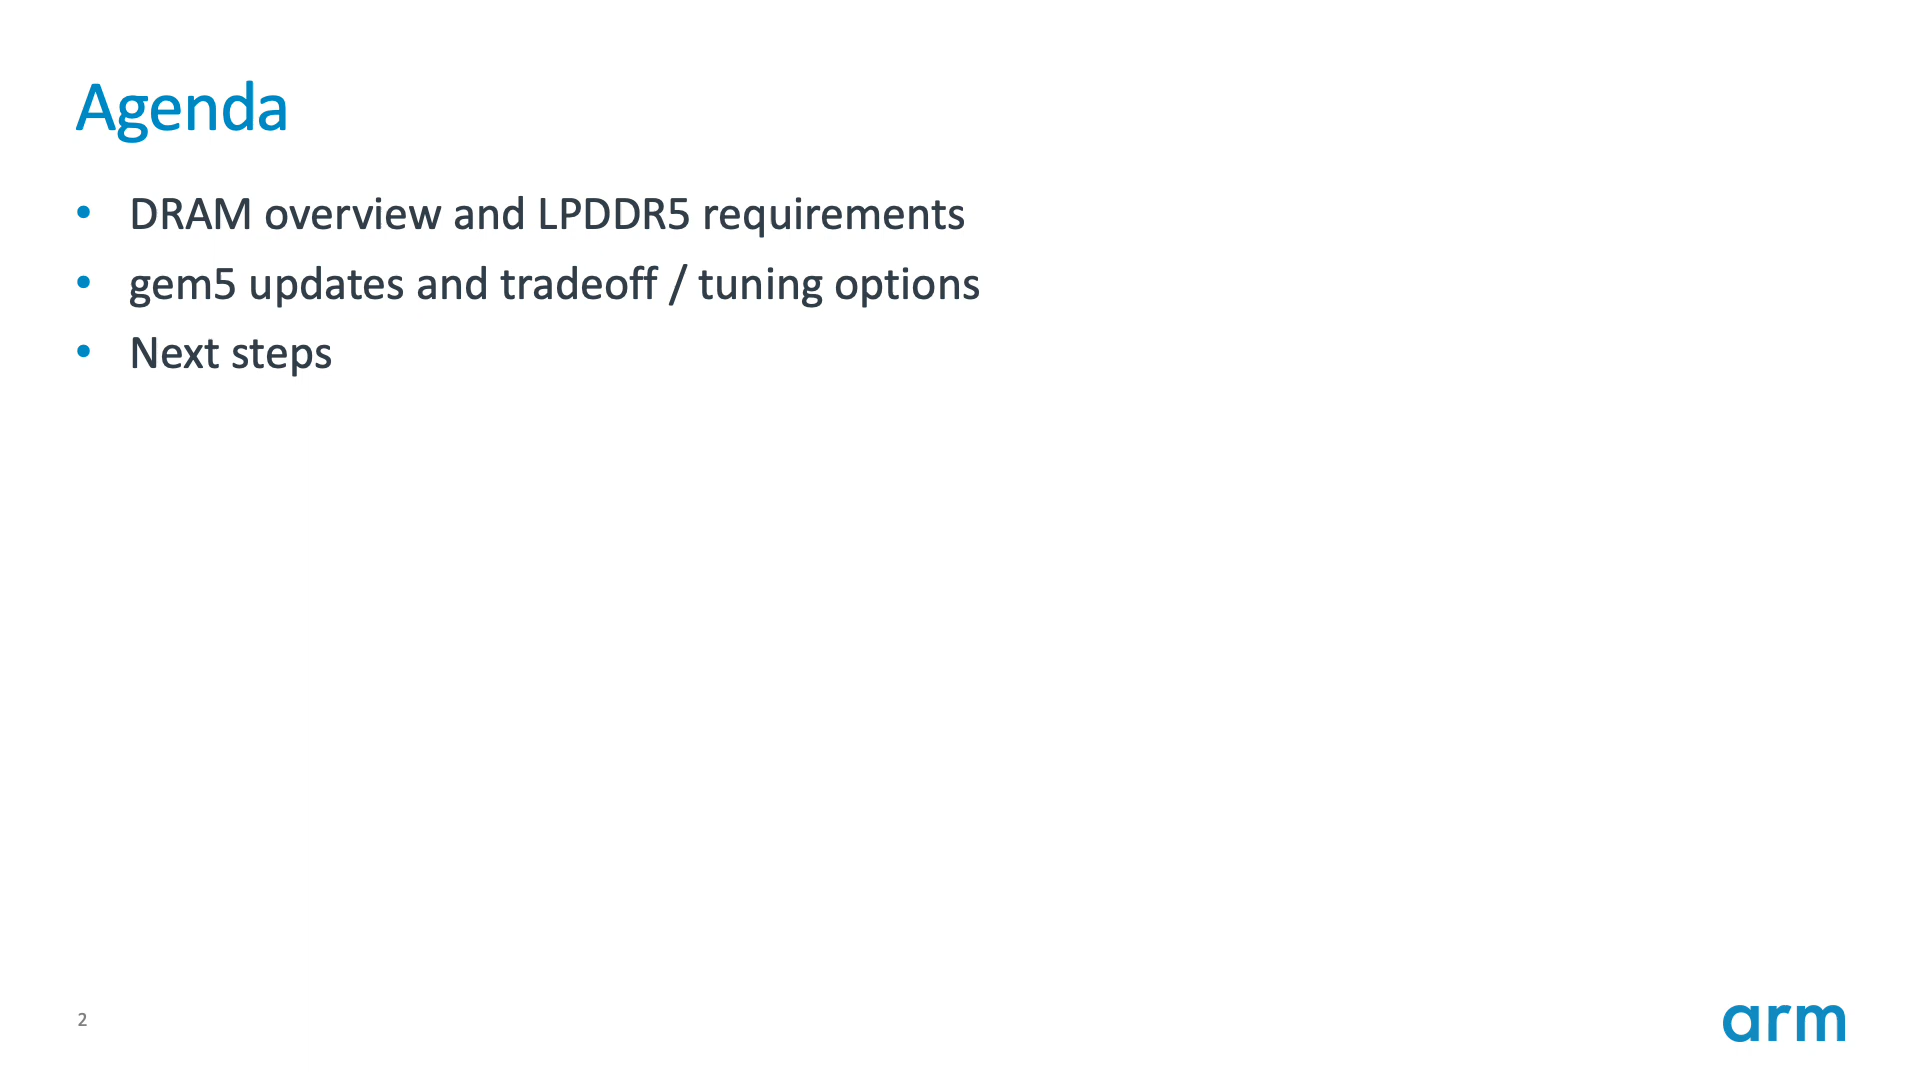 Agenda
• DRAM overview and LPDDR5 requirements
• gem5 updates and tradeoff / tuning options
• Next steps
2
arm